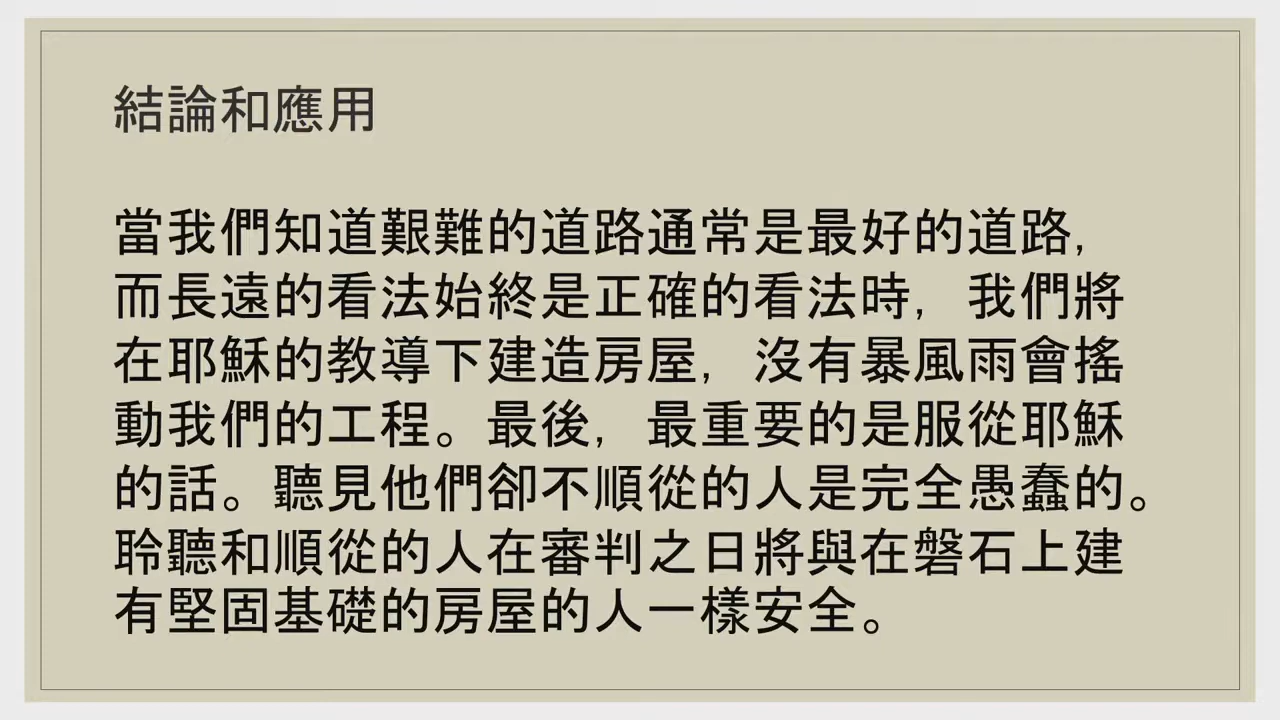 結論和應用
當我們知道艱難的道路通常是最好的道路，
而長遠的看法始終是正確的看法時，我們將
在耶穌的教導下建造房屋，沒有暴風雨會搖
動我們的工程。最後，最重要的是服從耶穌
的話。聽見他們卻不順從的人是完全愚蠢的。
聆聽和順從的人在審判之日將與在磐石上建
有堅固基礎的房屋的人一樣安全。